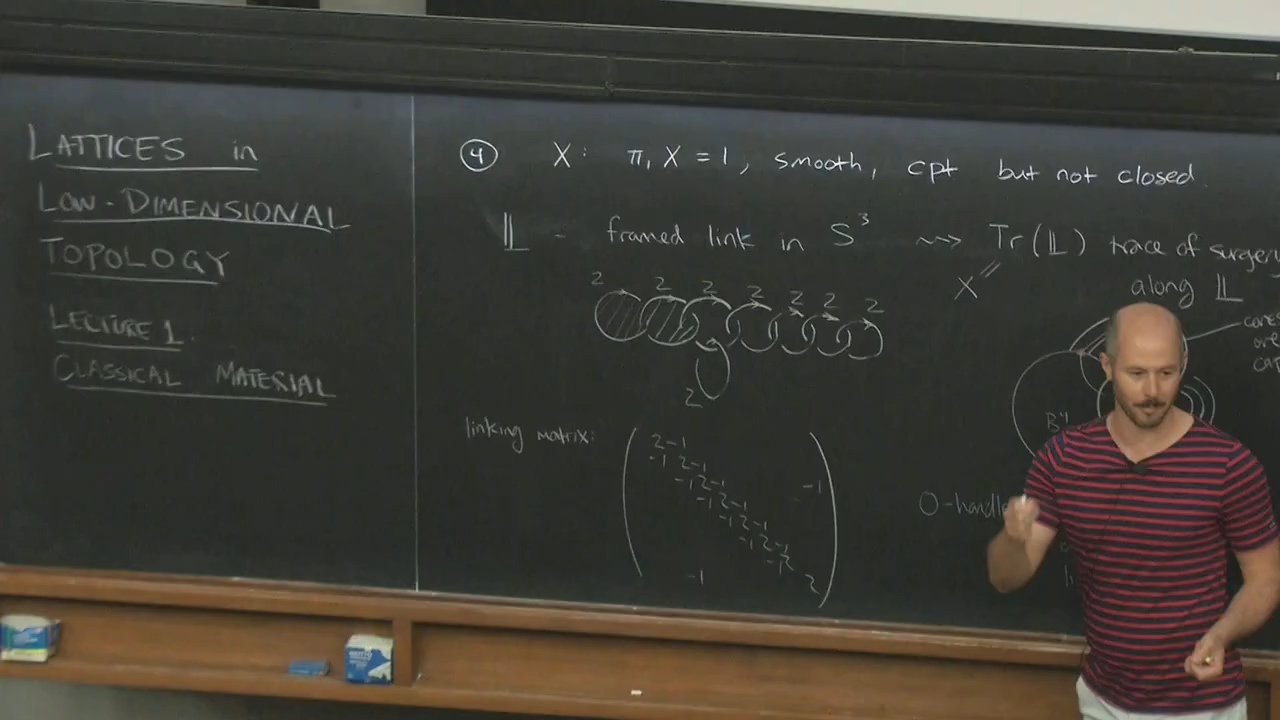 LATTICES in
LOW-DIMENSIONAL
TOPOLOGY
LECTURE 1.
CLASSICAL MATERIAL
④ X: π₁ X = 1, smooth, cpt but not closed.
𝕃 - framed link in S³ ⇝ Tr(𝕃) trace of surgery
X = along 𝕃
2 2 2 2 2 2 2
2
linking matrix:
2 -1
-1 2 -1
-1 2 -1 -1
-1 2 -1
-1 2 -1
-1 2 -1
-1 2
-1 2
B⁴
0-handle